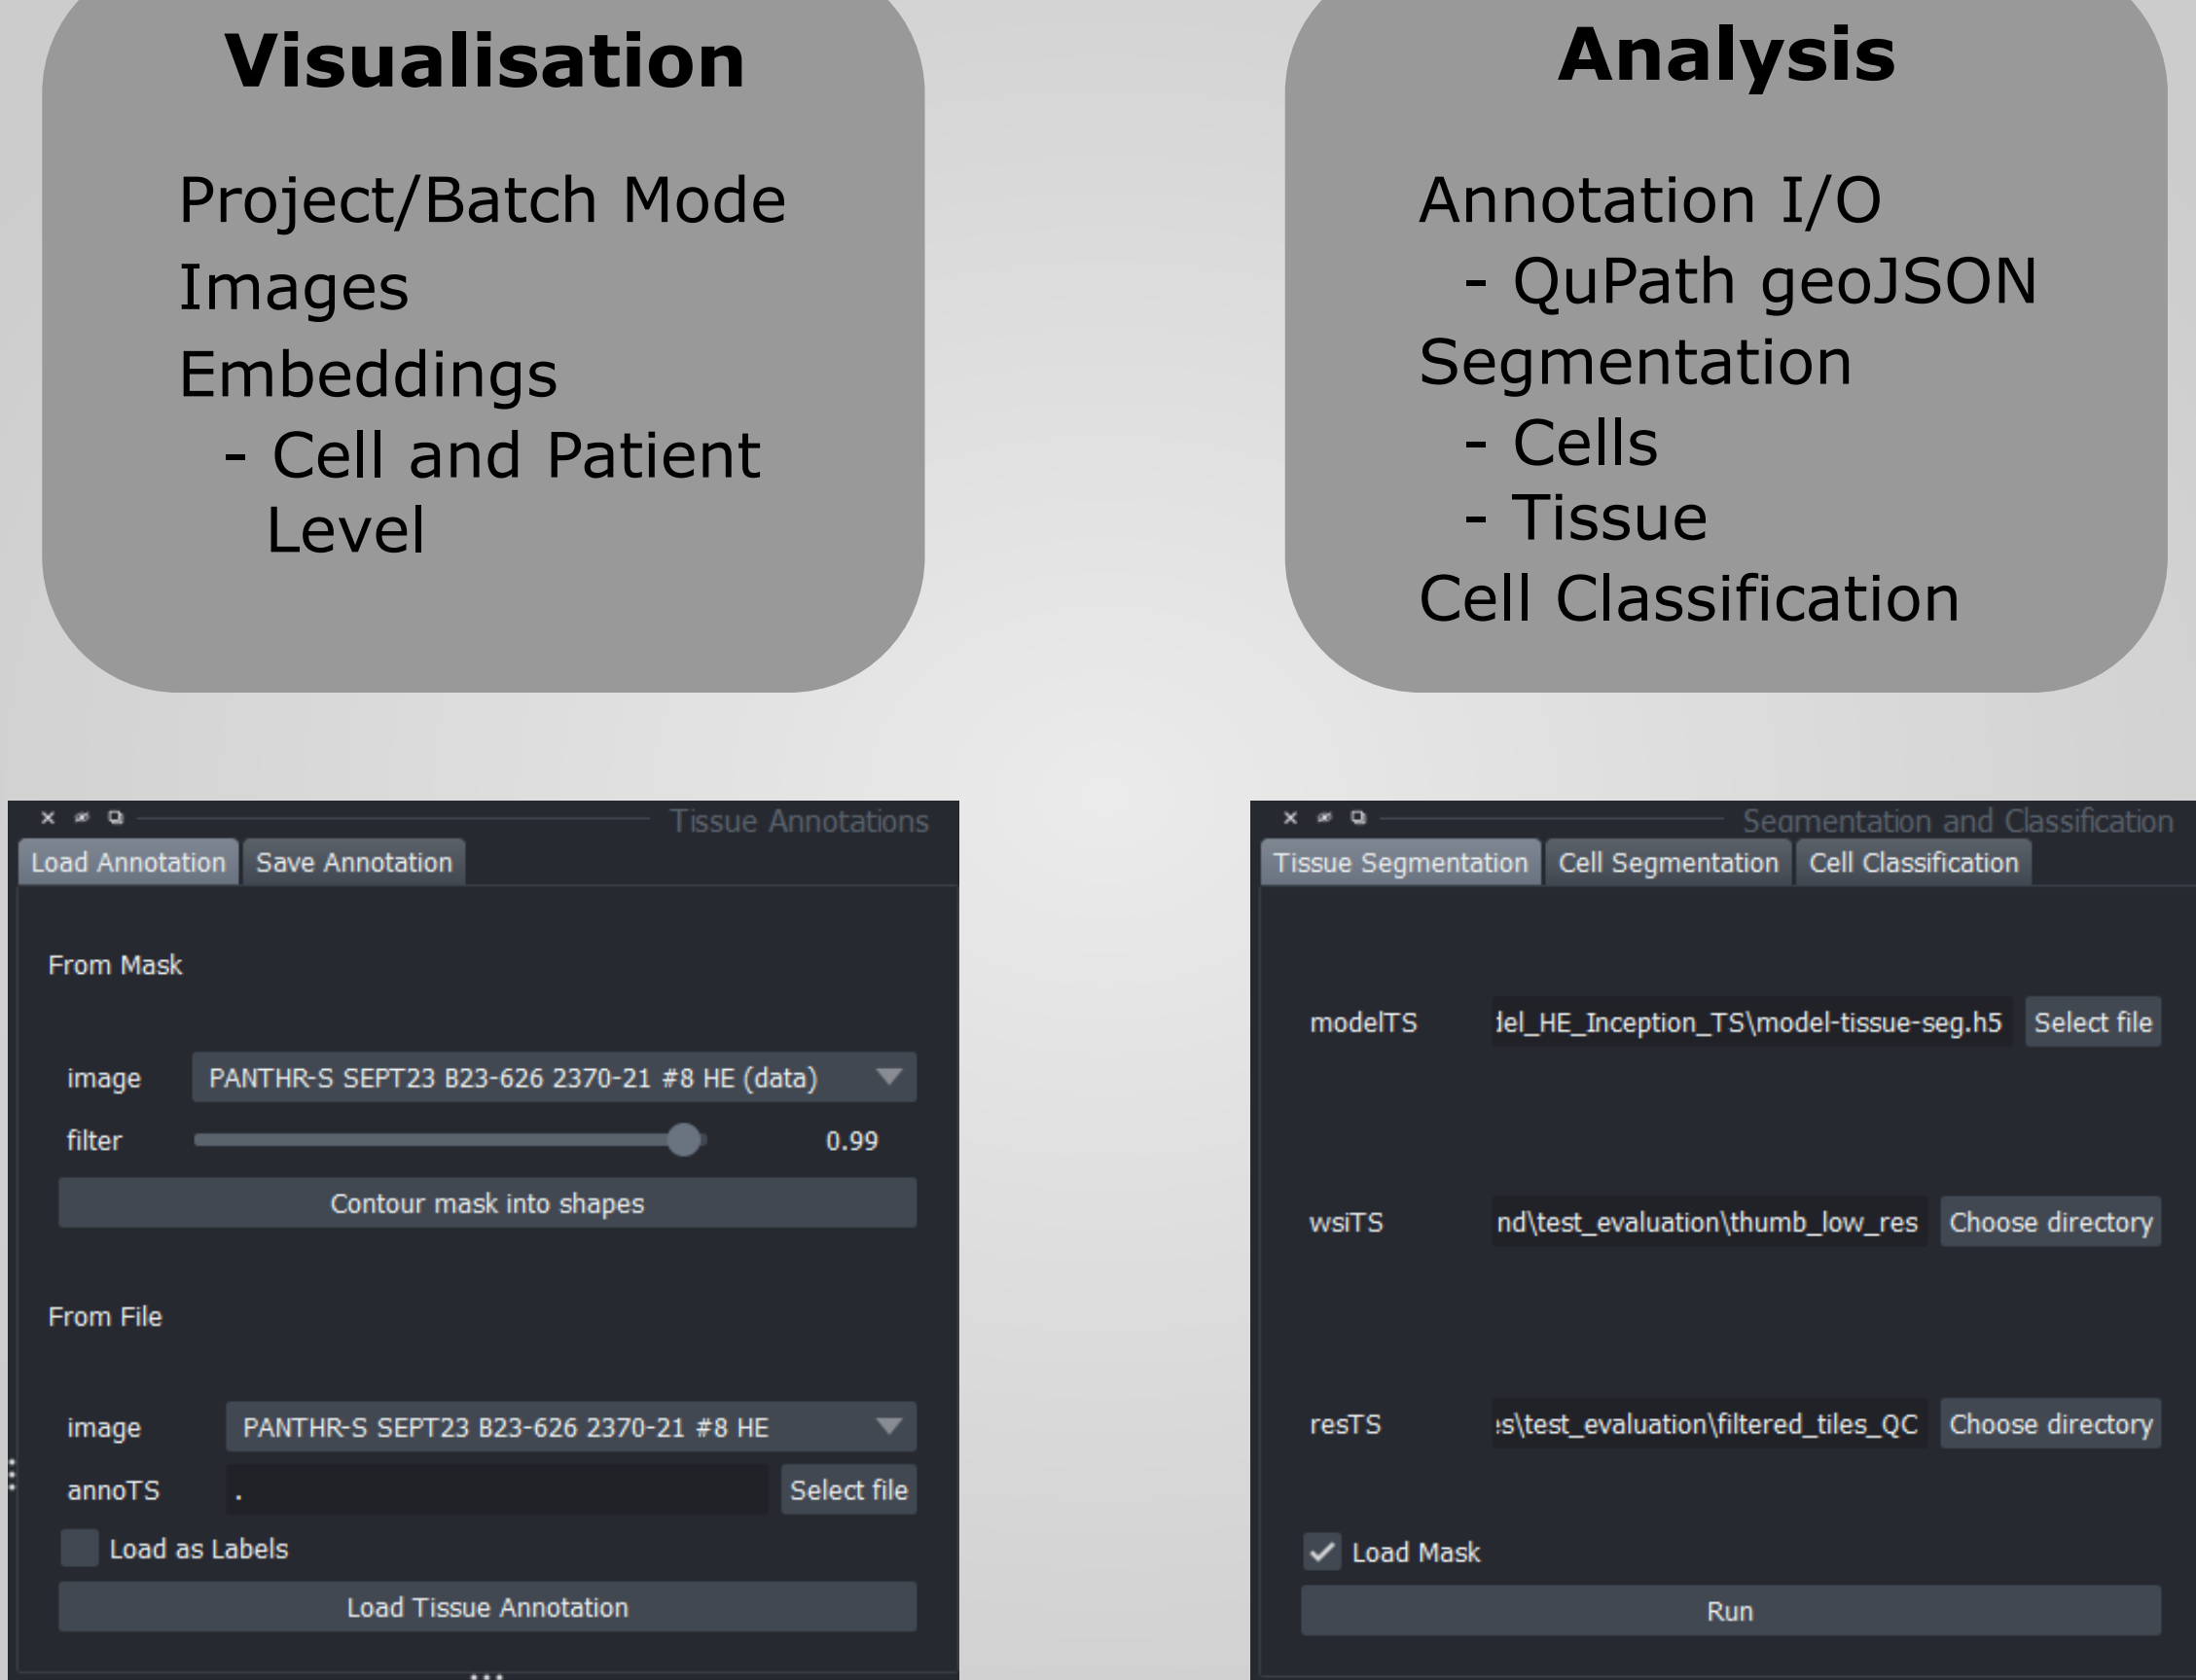 Visualisation
Project/Batch Mode
Images
Embeddings
- Cell and Patient
Level
Analysis
Annotation I/O
- QuPath geoJSON
Segmentation
- Cells
- Tissue
Cell Classification
Tissue Annotations
Load Annotation Save Annotation
From Mask
image PANTHR-S SEPT23 B23-626 2370-21 #8 HE (data)
filter 0.99
Contour mask into shapes
From File
image PANTHR-S SEPT23 B23-626 2370-21 #8 HE
annoTS . Select file
Load as Labels
Load Tissue Annotation
Segmentation and Classification
Tissue Segmentation Cell Segmentation Cell Classification
modelTS del_HE_Inception_TS\model-tissue-seg.h5 Select file
wsiTS nd\test_evaluation\thumb_low_res Choose directory
resTS es\test_evaluation\filtered_tiles_QC Choose directory
Load Mask
Run